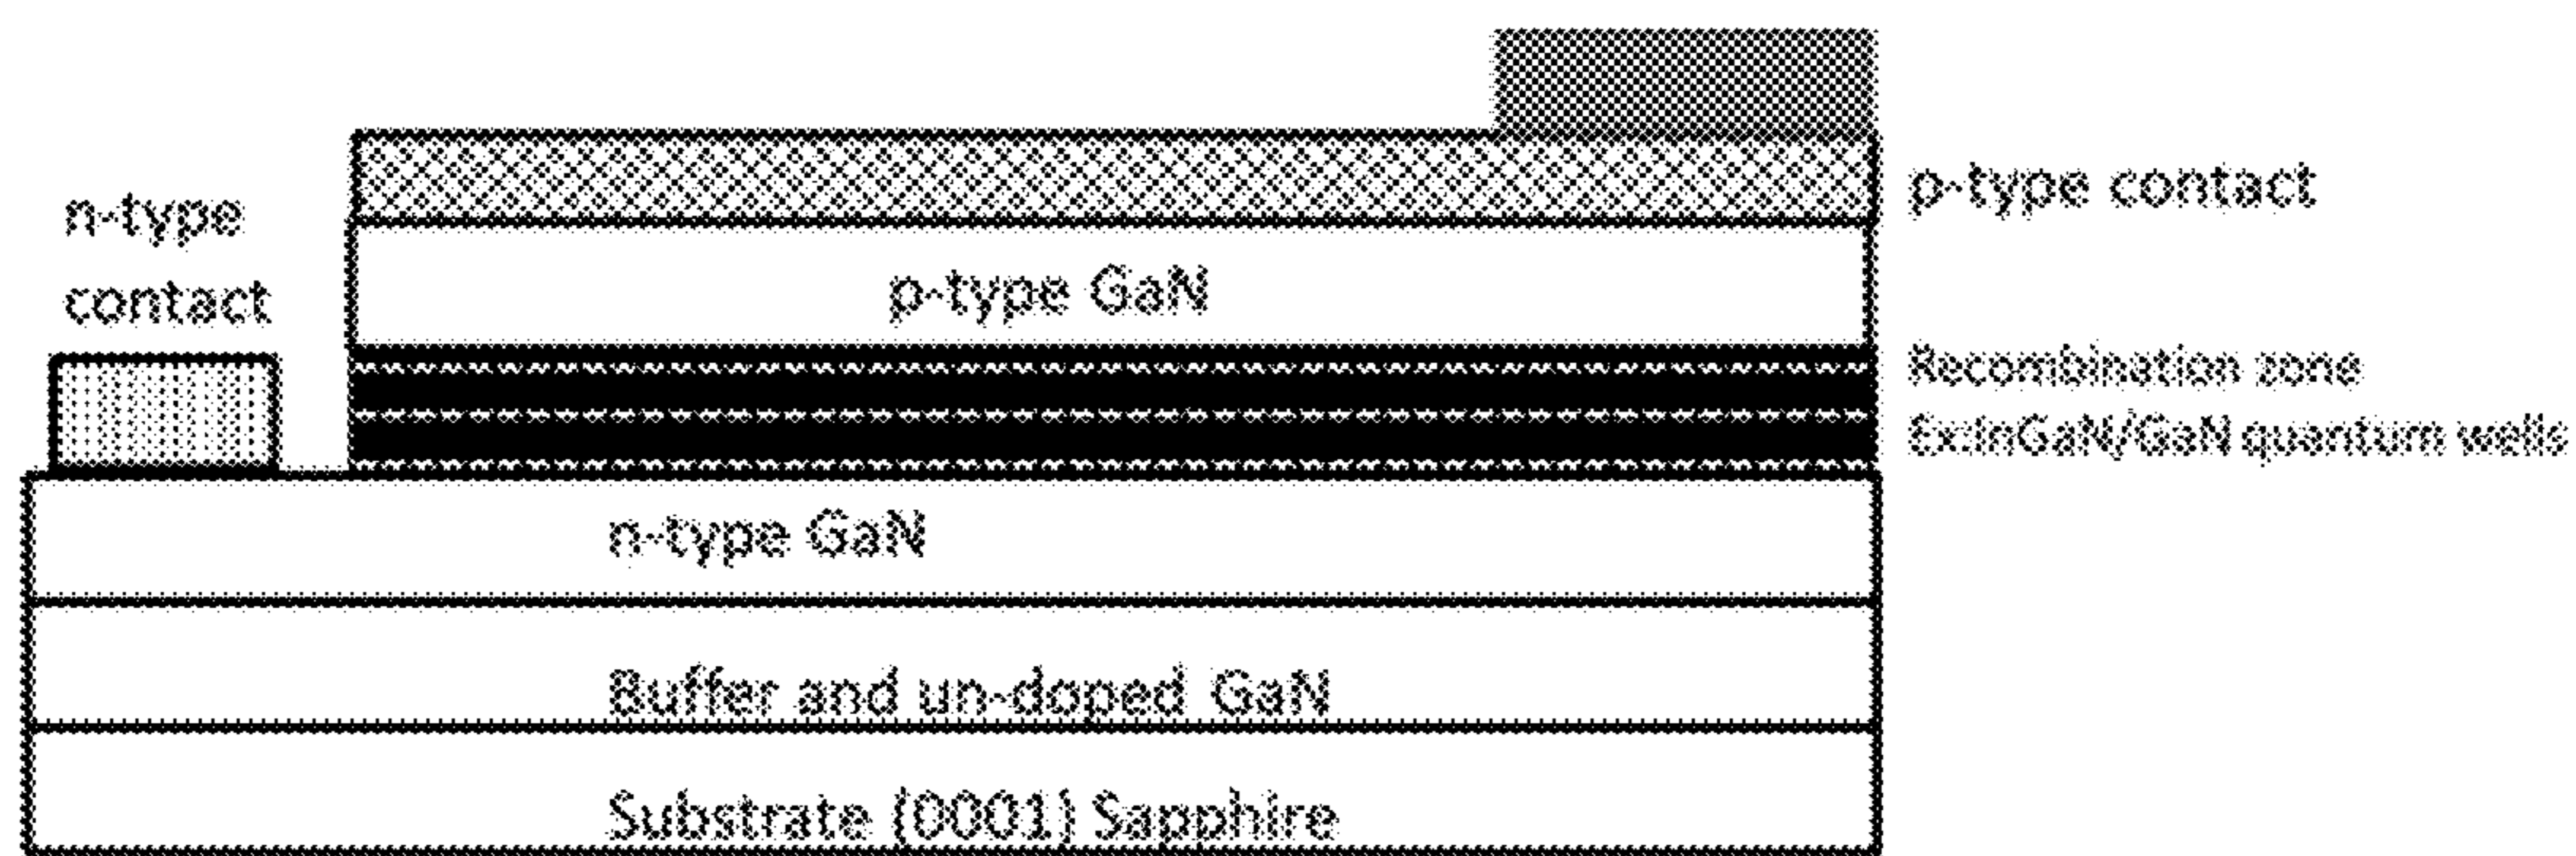 n-type
contact
p-type contact
p-type GaN
Recombination zone
Ex:InGaN/GaN quantum wells
n-type GaN
Buffer and un-doped GaN
Substrate (0001) Sapphire